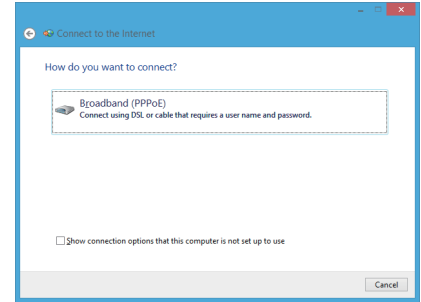 Connect to the Internet
How do you want to connect?
Broadband (PPPoE)
Connect using DSL or cable that requires a user name and password.
Show connection options that this computer is not set up to use
Cancel